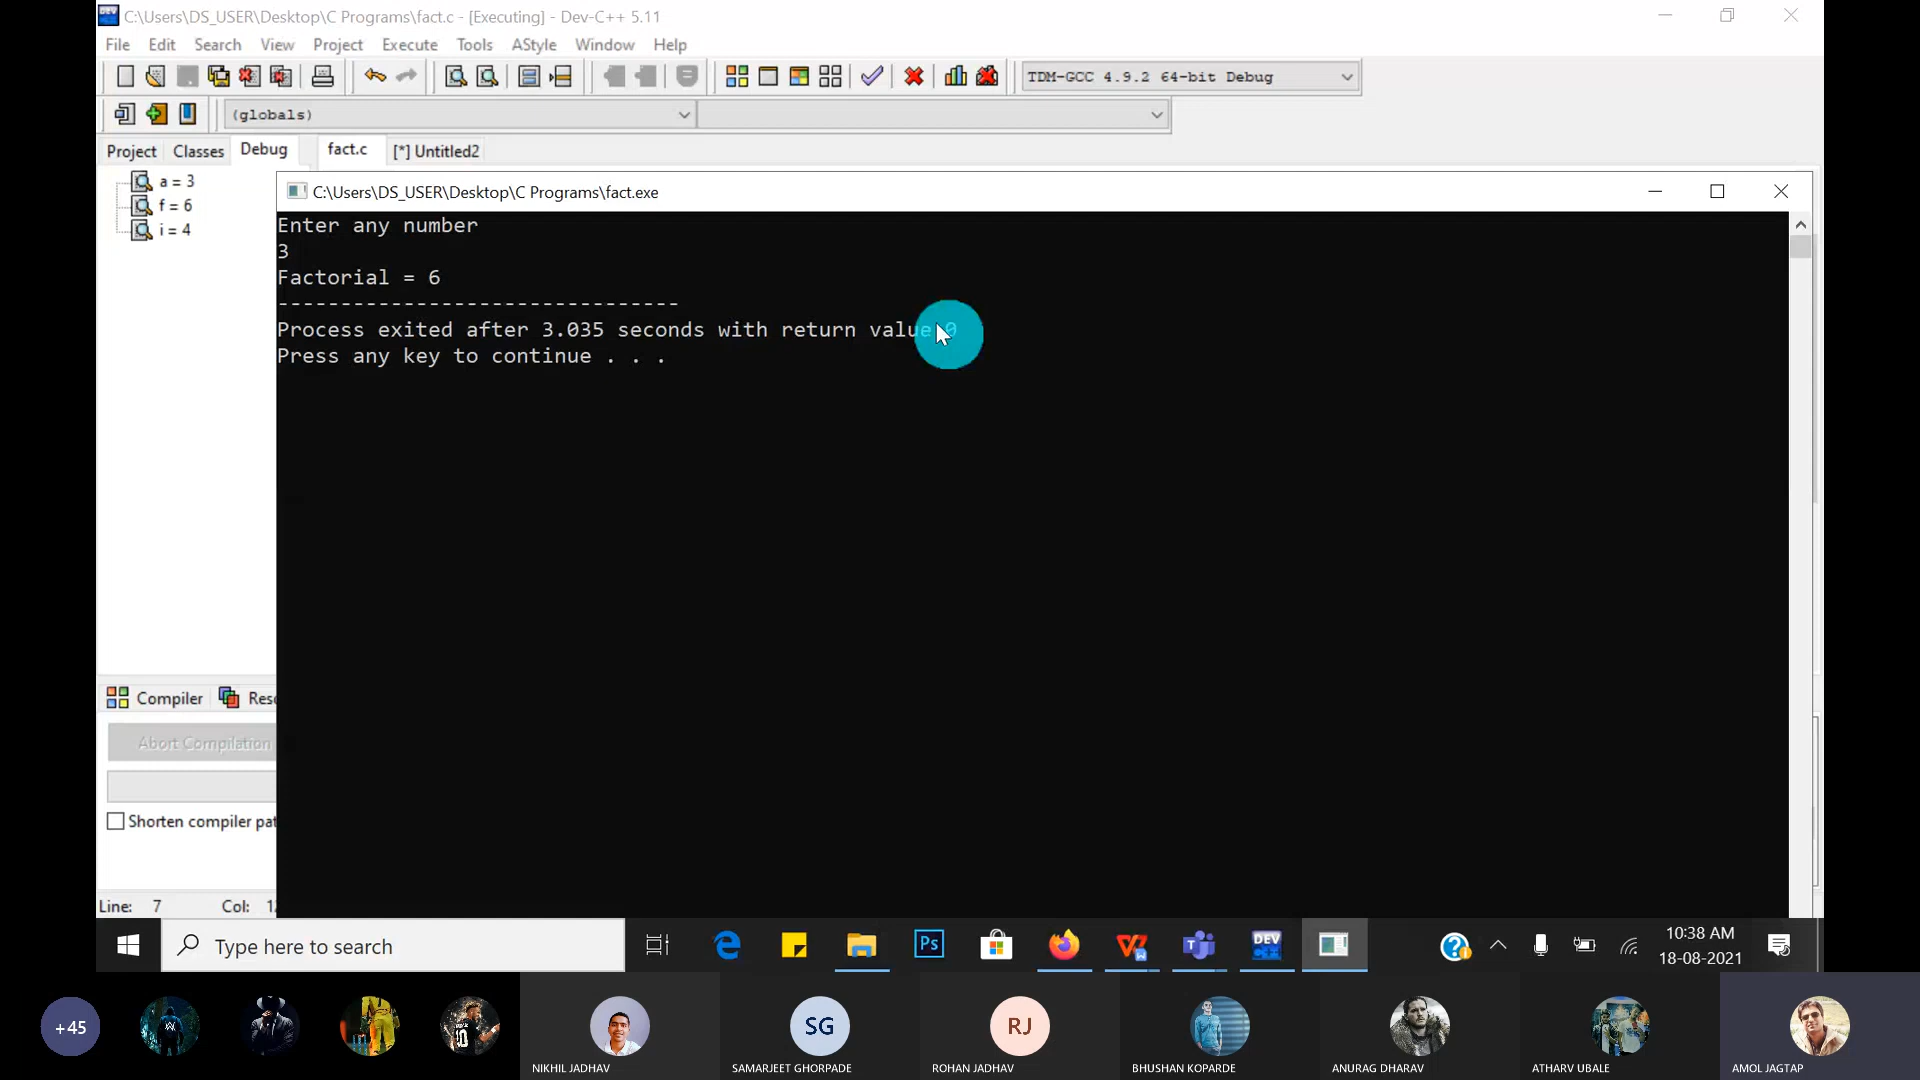 C:\Users\DS_USER\Desktop\C Programs\fact.c - [Executing] - Dev-C++ 5.11
File Edit Search View Project Execute Tools AStyle Window Help
TDM-GCC 4.9.2 64-bit Debug
(globals)
Project Classes Debug fact.c [*] Untitled2
a = 3
f = 6
i = 4
C:\Users\DS_USER\Desktop\C Programs\fact.exe
Enter any number
3
Factorial = 6
--------------------------------
Process exited after 3.035 seconds with return value 0
Press any key to continue . . .
Compiler
Abort Compilation
Shorten compiler
Line: 7 Col:
Type here to search
Ps
DEV C++
10:38 AM
18-08-2021
+45
SG
RJ
10
NIKHIL JADHAV
SAMARJEET GHORPADE
ROHAN JADHAV
BHUSHAN KOPARDE
ANURAG DHARAV
ATHARV UBALE
AMOL JAGTAP